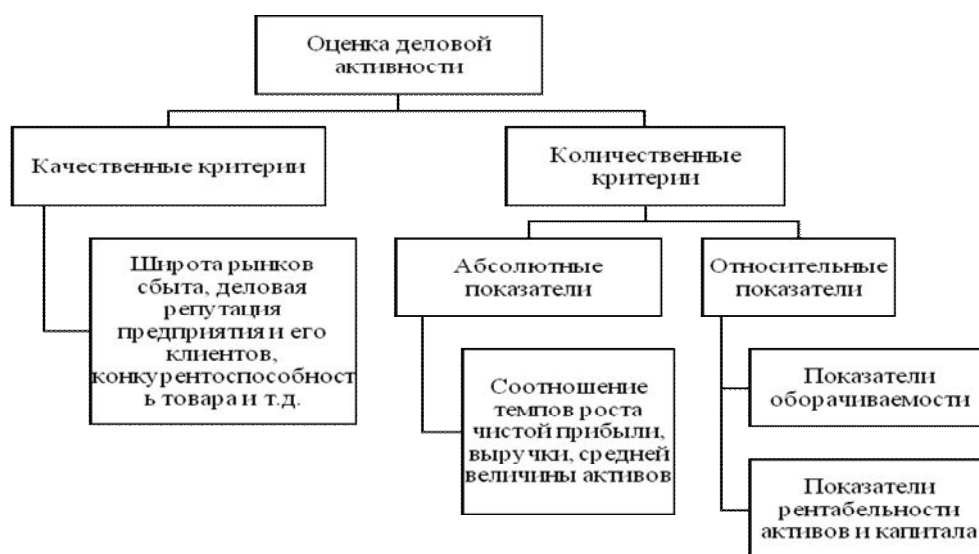 Оценка деловой
активности
Качественные критерии
Количественные
критерии
Широта рынков
сбыта, деловая
репутация
предприятия и его
клиентов,
конкурентоспособност
ь товара и т.д.
Абсолютные
показатели
Относительные
показатели
Соотношение
темпов роста
чистой прибыли,
выручки, средней
величины активов
Показатели
оборачиваемости
Показатели
рентабельности
активов и капитала